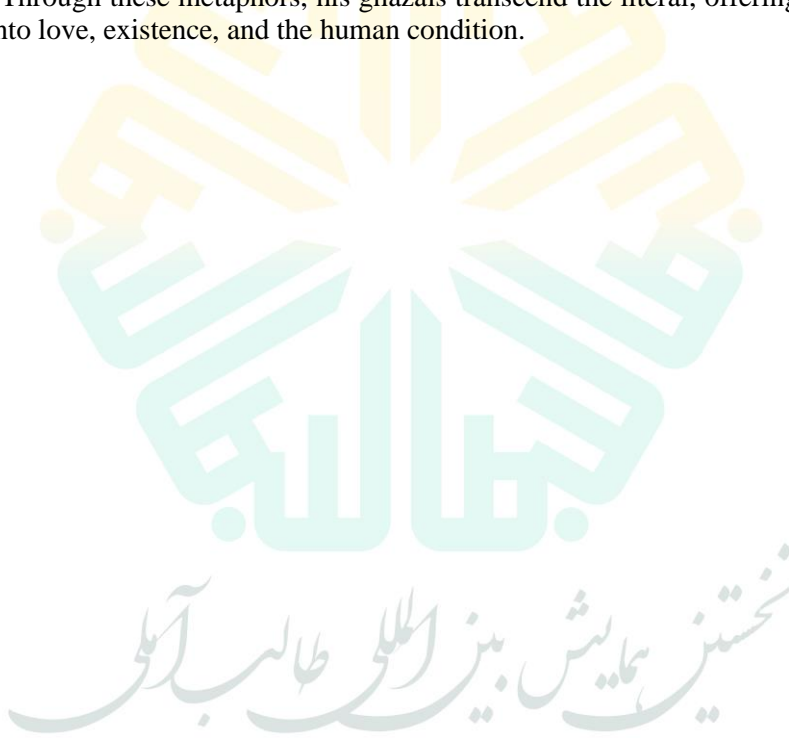 Through these metaphors, his ghazals transcend the literal, offering
nto love, existence, and the human condition.
نخستین همایش بین المللی طالب آملی